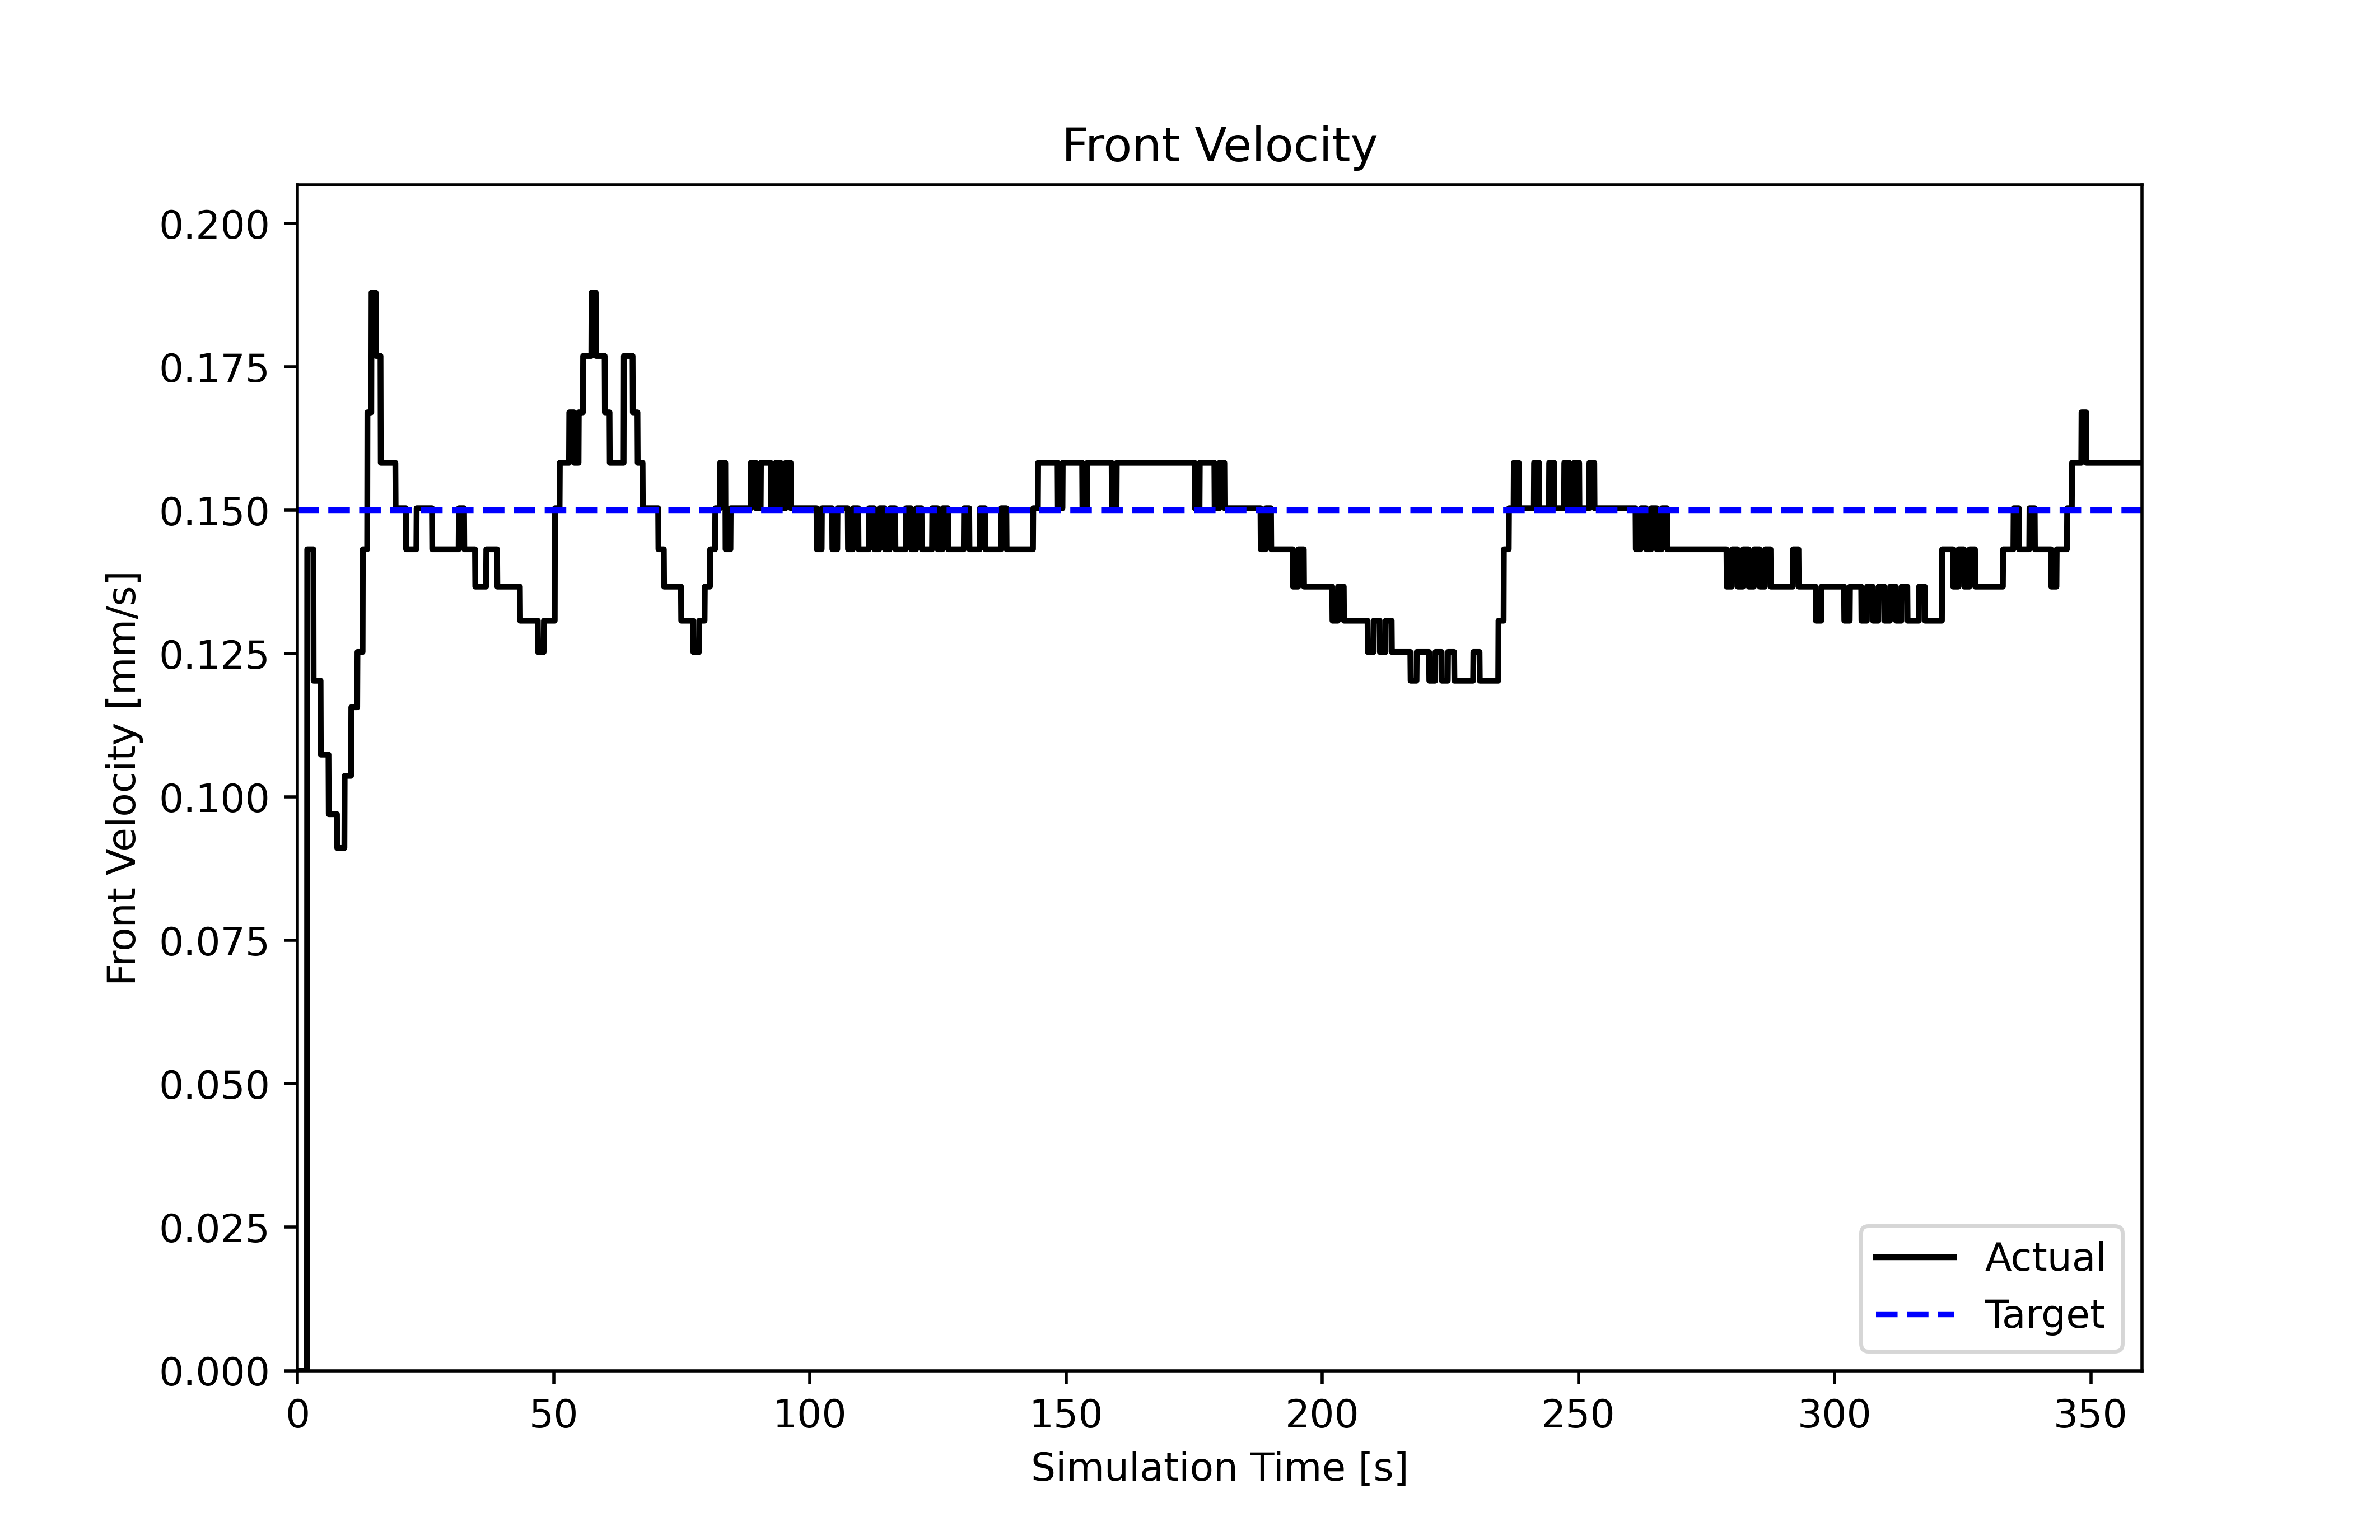 Front Velocity
Front Velocity [mm/s]
0.200
0.175
0.150
0.125
0.100
0.075
0.050
0.025
0.000
0 50 100 150 200 250 300 350
Simulation Time [s]
Actual
Target